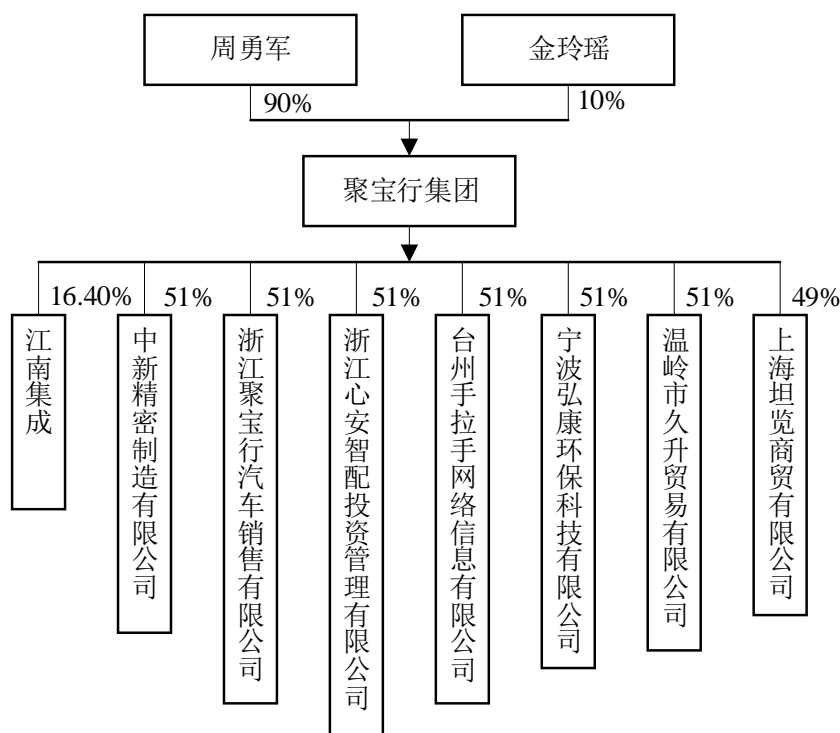 周勇军
金玲瑶
90%
10%
聚宝行集团
16.40%
51%
51%
51%
51%
51%
51%
49%
江南集成
中新精密制造有限公司
浙江聚宝行汽车销售有限公司
浙江心安智配投资管理有限公司
台州手拉手网络信息有限公司
宁波弘康环保科技有限公司
温岭市久升贸易有限公司
上海坦览商贸有限公司